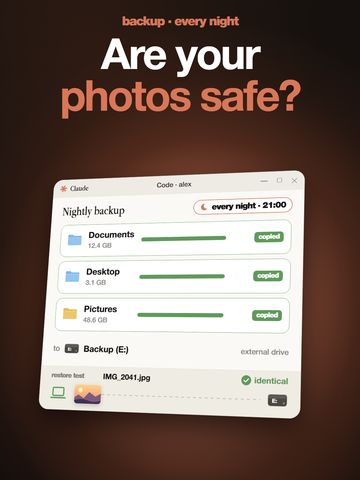 backup · every night
Are your
photos safe?
Claude
Code · alex
Nightly backup
every night · 21:00
Documents
12.4 GB
copied
Desktop
3.1 GB
copied
Pictures
48.6 GB
copied
to E: Backup (E:)
external drive
restore test
IMG_2041.jpg
identical
E: